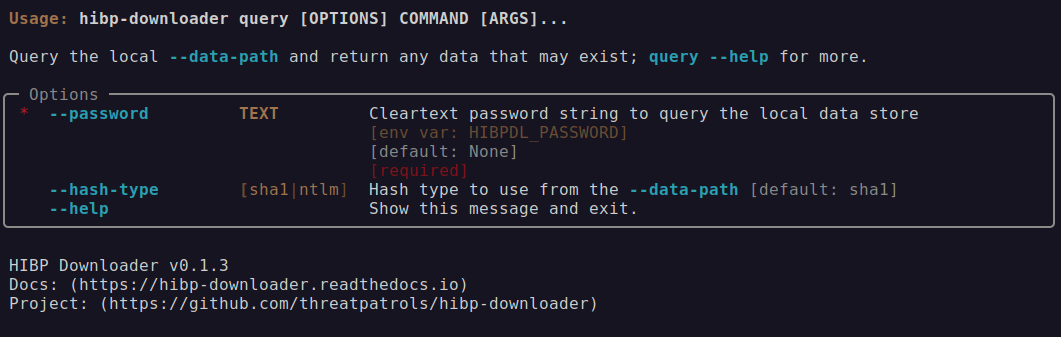 Usage: hibp-downloader query [OPTIONS] COMMAND [ARGS]...
Query the local --data-path and return any data that may exist; query --help for more.
Options
* --password TEXT Cleartext password string to query the local data store
[env var: HIBPDL_PASSWORD]
[default: None]
[required]
--hash-type [sha1|ntlm] Hash type to use from the --data-path [default: sha1]
--help Show this message and exit.
HIBP Downloader v0.1.3
Docs: (https://hibp-downloader.readthedocs.io)
Project: (https://github.com/threatpatrols/hibp-downloader)